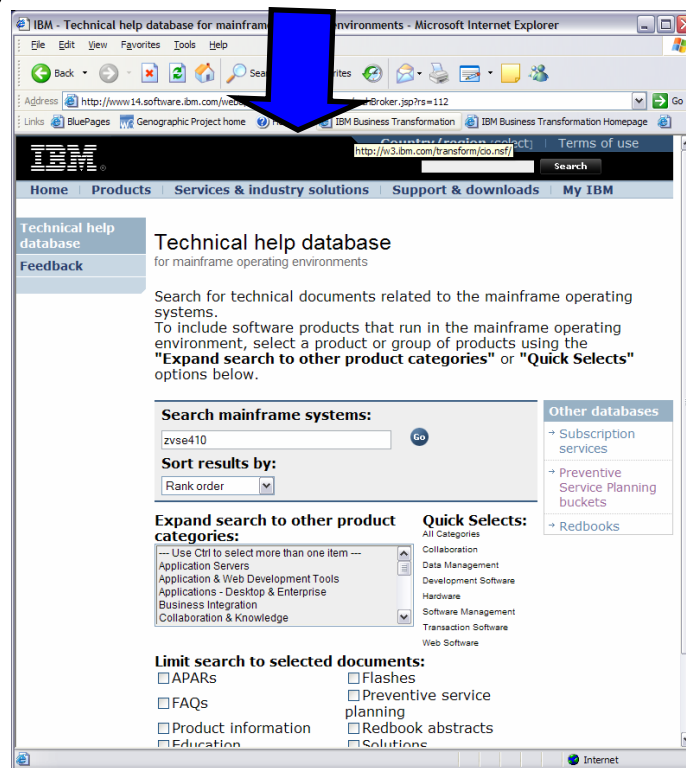 IBM - Technical help database for mainframe environments - Microsoft Internet Explorer
File Edit View Favorites Tools Help
Back
Address http://www14.software.ibm.com/ Broker.jsp?rs=112 Go
Links BluePages Genographic Project home IBM Business Transformation IBM Business Transformation Homepage
Country/region [select] Terms of use
http://w3.ibm.com/transform/cio.nsf/
IBM
Search
Home Products Services & industry solutions Support & downloads My IBM
Technical help
database
Feedback
Technical help database
for mainframe operating environments
Search for technical documents related to the mainframe operating
systems.
To include software products that run in the mainframe operating
environment, select a product or group of products using the
"Expand search to other product categories" or "Quick Selects"
options below.
Search mainframe systems:
zvse410
Go
Sort results by:
Rank order
Other databases
Subscription
services
Preventive
Service Planning
buckets
Redbooks
Expand search to other product
categories:
--- Use Ctrl to select more than one item ---
Application Servers
Application & Web Development Tools
Applications - Desktop & Enterprise
Business Integration
Collaboration & Knowledge
Quick Selects:
All Categories
Collaboration
Data Management
Development Software
Hardware
Software Management
Transaction Software
Web Software
Limit search to selected documents:
APARs Flashes
FAQs Preventive service
planning
Product information Redbook abstracts
Education Solutions
Internet